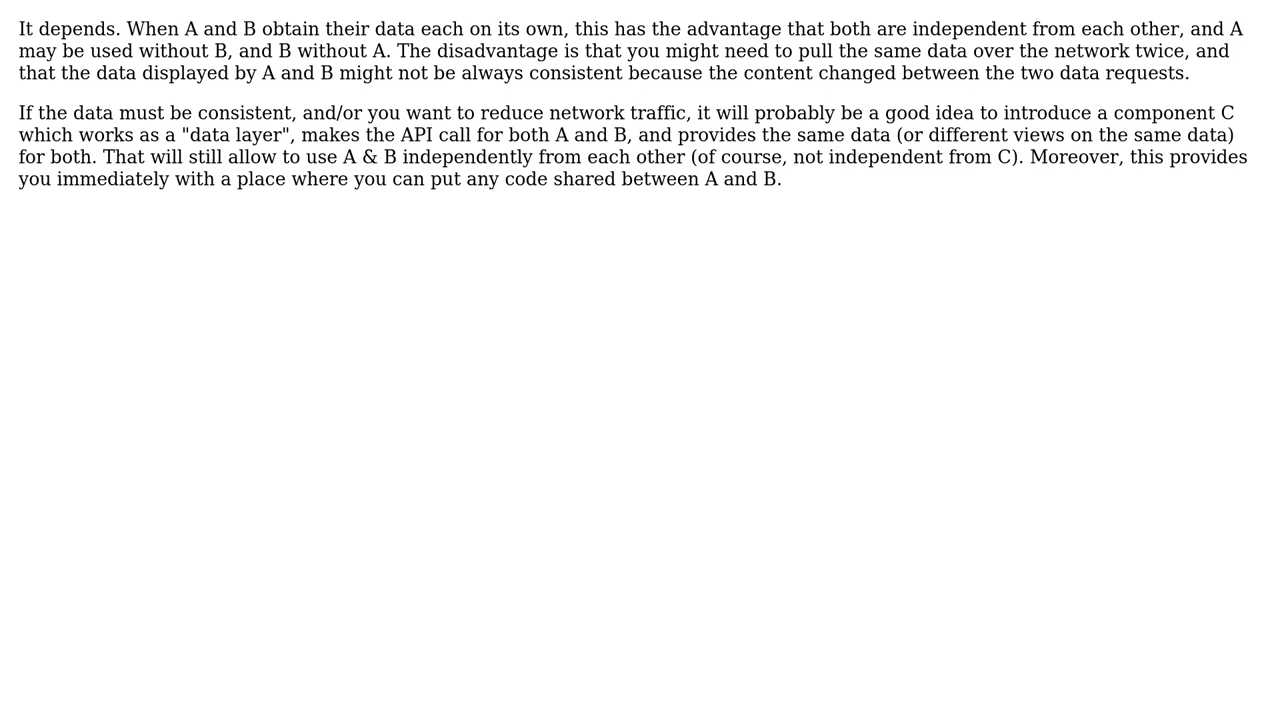 It depends. When A and B obtain their data each on its own, this has the advantage that both are independent from each other, and A
may be used without B, and B without A. The disadvantage is that you might need to pull the same data over the network twice, and
that the data displayed by A and B might not be always consistent because the content changed between the two data requests.
If the data must be consistent, and/or you want to reduce network traffic, it will probably be a good idea to introduce a component C
which works as a "data layer", makes the API call for both A and B, and provides the same data (or different views on the same data)
for both. That will still allow to use A & B independently from each other (of course, not independent from C). Moreover, this provides
you immediately with a place where you can put any code shared between A and B.